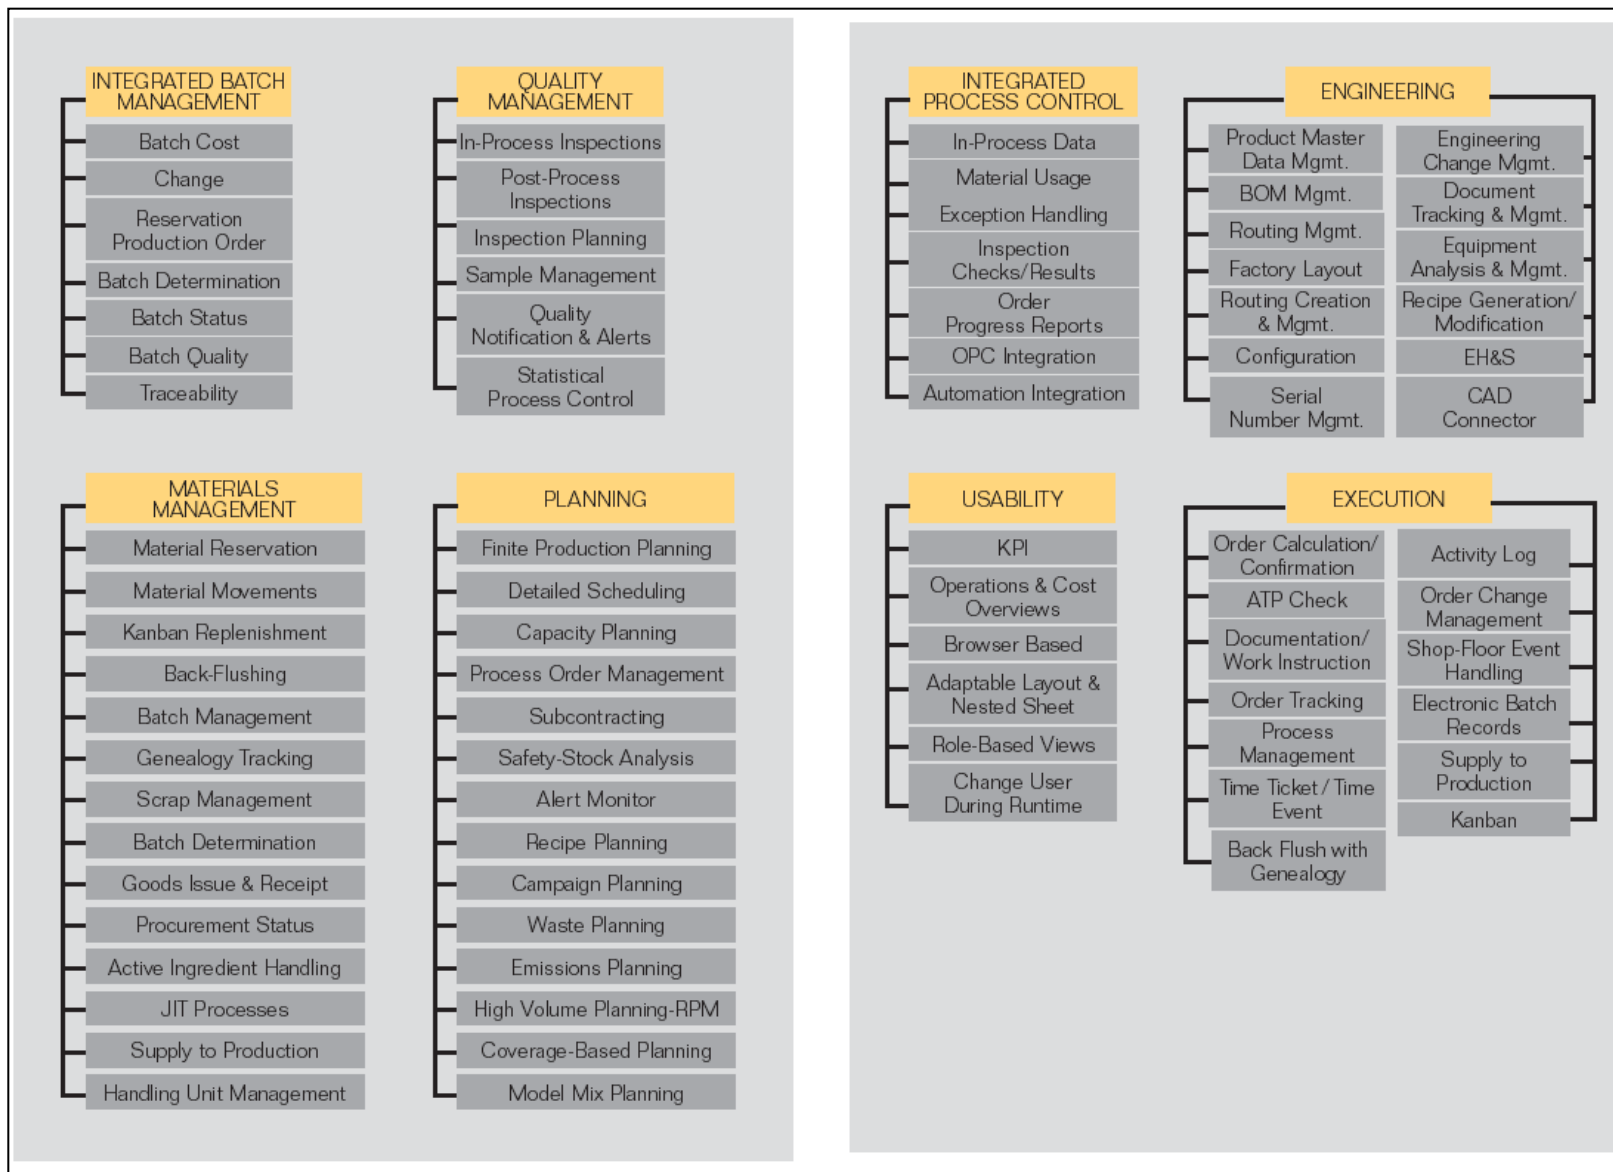 INTEGRATED BATCH
MANAGEMENT
Batch Cost
Change
Reservation
Production Order
Batch Determination
Batch Status
Batch Quality
Traceability
QUALITY
MANAGEMENT
In-Process Inspections
Post-Process
Inspections
Inspection Planning
Sample Management
Quality
Notification & Alerts
Statistical
Process Control
MATERIALS
MANAGEMENT
Material Reservation
Material Movements
Kanban Replenishment
Back-Flushing
Batch Management
Genealogy Tracking
Scrap Management
Batch Determination
Goods Issue & Receipt
Procurement Status
Active Ingredient Handling
JIT Processes
Supply to Production
Handling Unit Management
PLANNING
Finite Production Planning
Detailed Scheduling
Capacity Planning
Process Order Management
Subcontracting
Safety-Stock Analysis
Alert Monitor
Recipe Planning
Campaign Planning
Waste Planning
Emissions Planning
High Volume Planning-RPM
Coverage-Based Planning
Model Mix Planning
INTEGRATED
PROCESS CONTROL
In-Process Data
Material Usage
Exception Handling
Inspection
Checks/Results
Order
Progress Reports
OPC Integration
Automation Integration
ENGINEERING
Product Master
Data Mgmt.
BOM Mgmt.
Routing Mgmt.
Factory Layout
Routing Creation
& Mgmt.
Configuration
Serial
Number Mgmt.
Engineering
Change Mgmt.
Document
Tracking & Mgmt.
Equipment
Analysis & Mgmt.
Recipe Generation/
Modification
EH&S
CAD
Connector
USABILITY
KPI
Operations & Cost
Overviews
Browser Based
Adaptable Layout &
Nested Sheet
Role-Based Views
Change User
During Runtime
EXECUTION
Order Calculation/
Confirmation
ATP Check
Documentation/
Work Instruction
Order Tracking
Process
Management
Time Ticket / Time
Event
Back Flush with
Genealogy
Activity Log
Order Change
Management
Shop-Floor Event
Handling
Electronic Batch
Records
Supply to
Production
Kanban